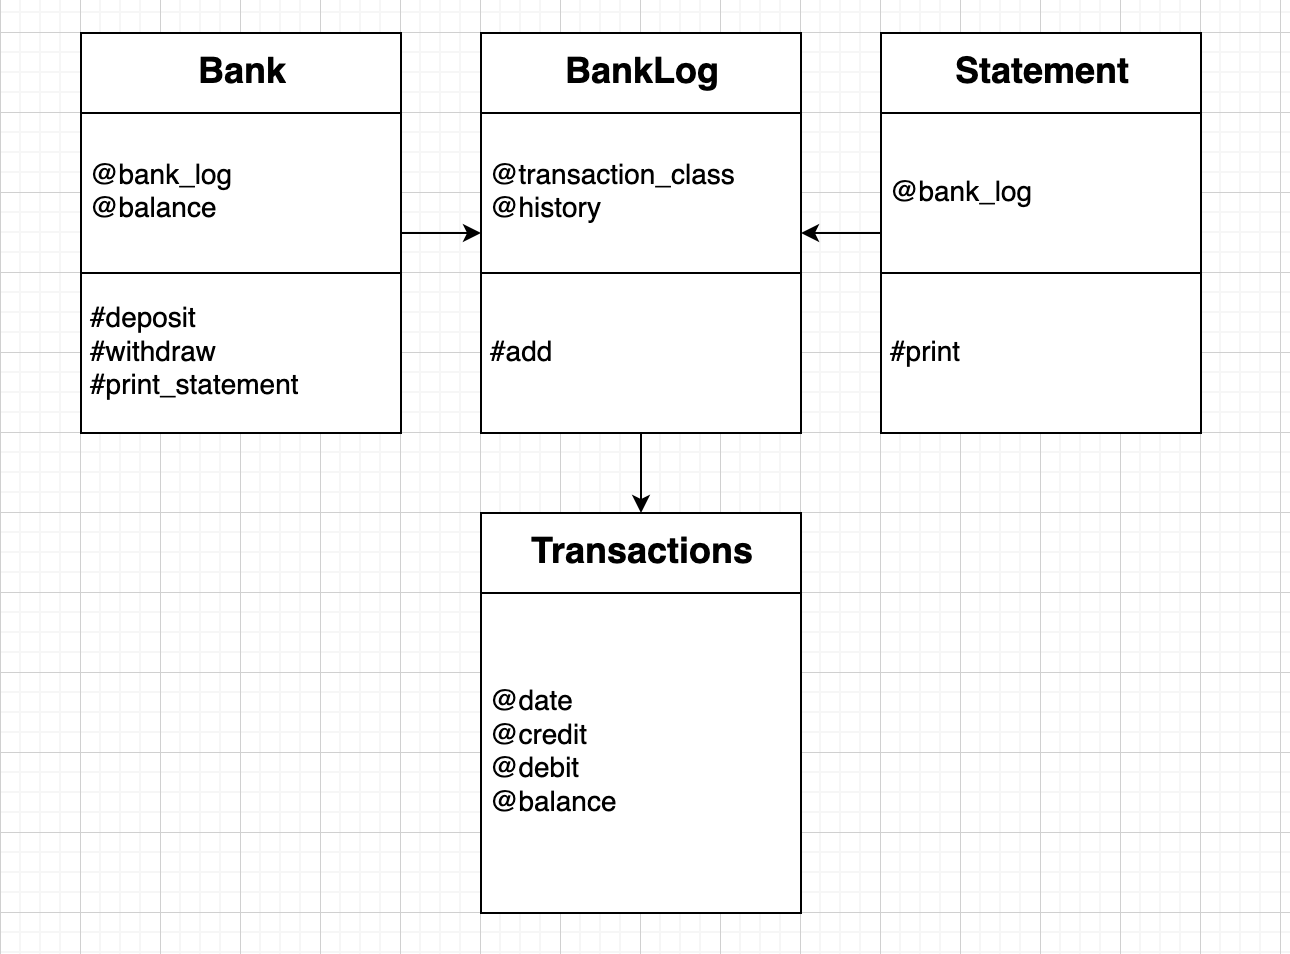 Bank
@bank_log
@balance
#deposit
#withdraw
#print_statement
BankLog
@transaction_class
@history
#add
Statement
@bank_log
#print
Transactions
@date
@credit
@debit
@balance